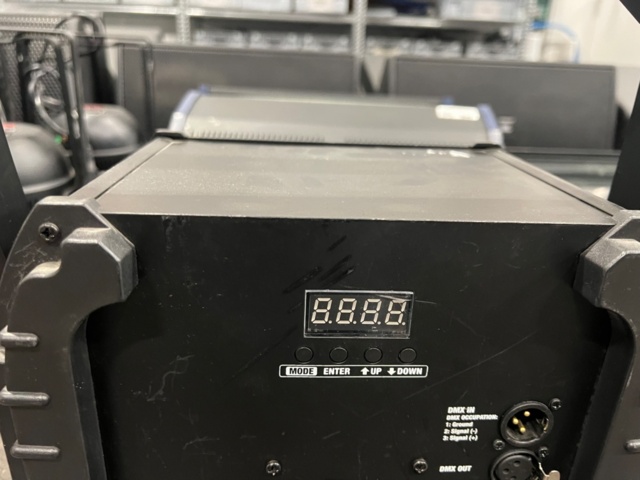 8.8.8.8.
MODE ENTER ⬆UP ⬇DOWN
DMX IN
DMX OCCUPATION:
1: Ground
2: Signal (-)
3: Signal (+)
DMX OUT